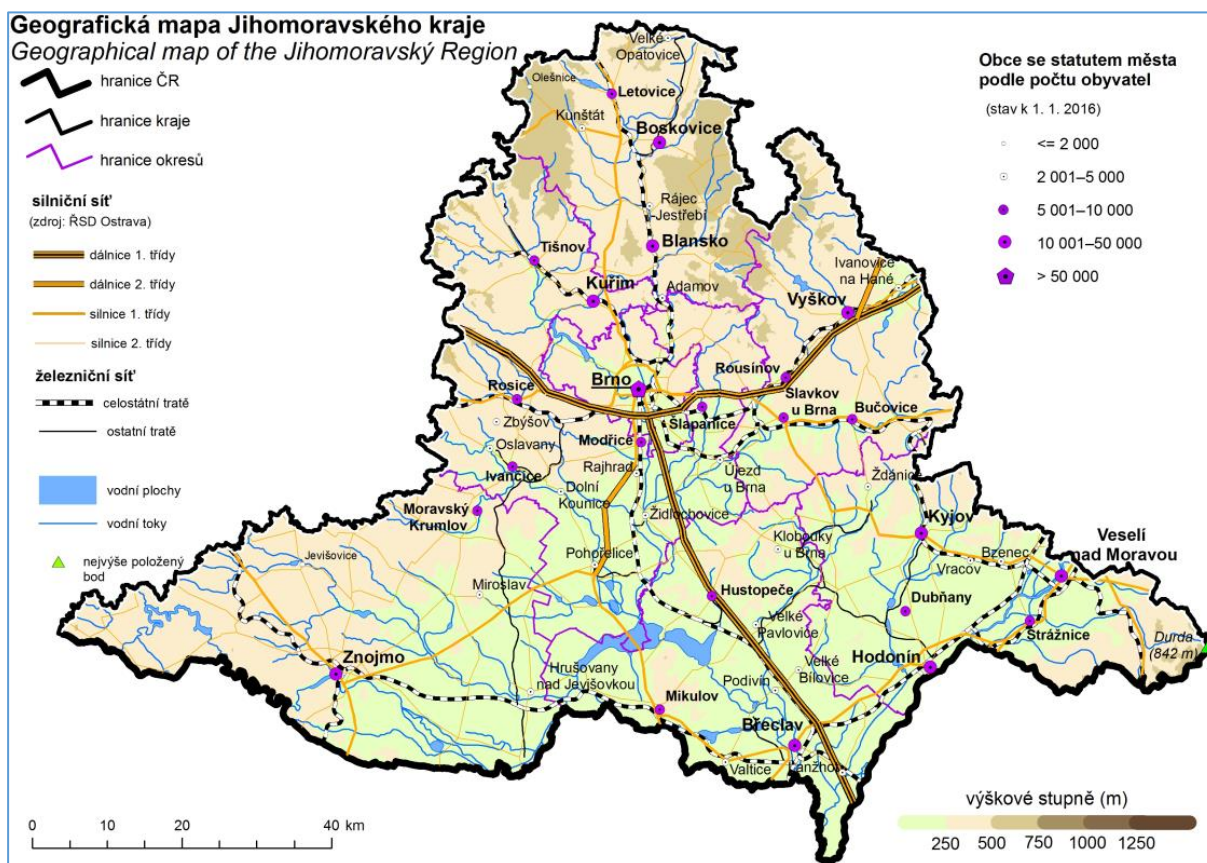 Geografická mapa Jihomoravského kraje
Geographical map of the Jihomoravský Region
hranice ČR
hranice kraje
hranice okresů
silniční síť
(zdroj: ŘSD Ostrava)
dálnice 1. třídy
dálnice 2. třídy
silnice 1. třídy
silnice 2. třídy
železniční síť
celostátní tratě
ostatní tratě
vodní plochy
vodní toky
nejvýše položený
bod
0 10 20 40 km
Obce se statutem města
podle počtu obyvatel
(stav k 1. 1. 2016)
<= 2 000
2 001–5 000
5 001–10 000
10 001–50 000
> 50 000
Velké
Opatovice
Olešnice
Letovice
Kunštát
Boskovice
Rájec
-Jestřebí
Blansko
Tišnov
Kuřim
Adamov
Ivanovice
na Hané
Vyškov
Brno
Rousínov
Rosice
Slavkov
u Brna
Bučovice
Šlapanice
Zbýšov
Oslavany
Modřice
Ivančice
Rajhrad
Újezd
u Brna
Ždánice
Dolní
Kounice
Moravský
Krumlov
Židlochovice
Kyjov
Veselí
nad Moravou
Klobouky
u Brna
Bzenec
Vracov
Jevišovice
Pohořelice
Miroslav
Hustopeče
Dubňany
Velké
Pavlovice
Strážnice
Durda
(842 m)
Znojmo
Hodonín
Hrušovany
nad Jevišovkou
Velké
Bílovice
Podivín
Mikulov
Břeclav
Valtice
Lanžhot
výškové stupně (m)
250 500 750 1000 1250